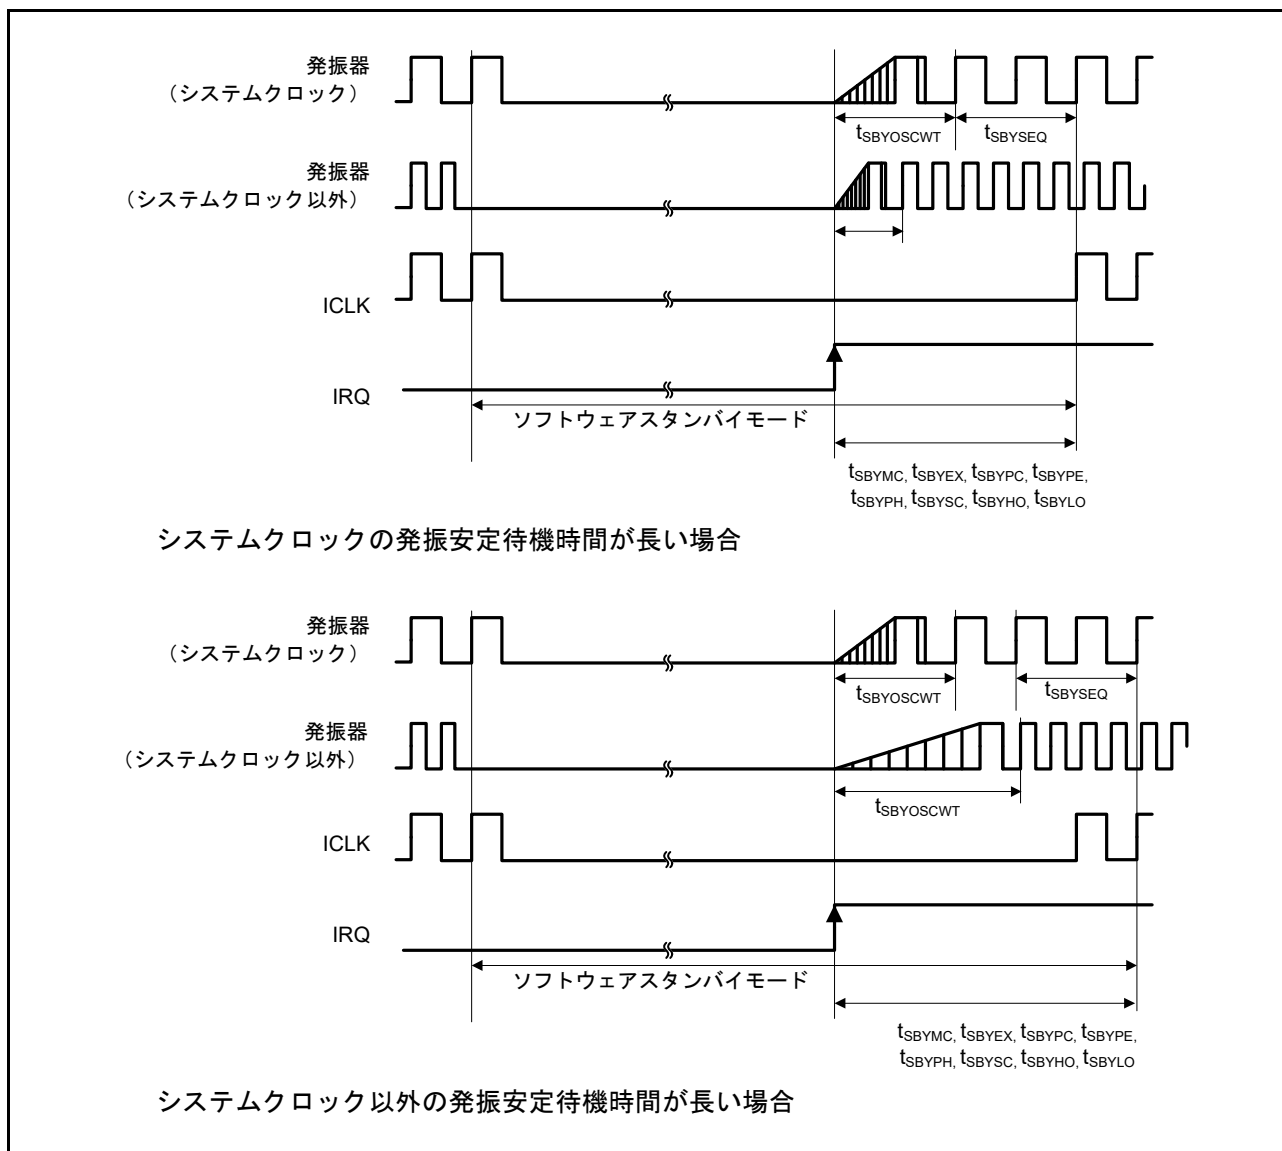 発振器
（システムクロック）
tSBYOSCWT
tSBYSEQ
発振器
（システムクロック以外）
ICLK
IRQ
ソフトウェアスタンバイモード
tSBYMC, tSBYEX, tSBYPC, tSBYPE,
tSBYPH, tSBYSC, tSBYHO, tSBYLO
システムクロックの発振安定待機時間が長い場合
発振器
（システムクロック）
tSBYOSCWT
tSBYSEQ
発振器
（システムクロック以外）
tSBYOSCWT
ICLK
IRQ
ソフトウェアスタンバイモード
tSBYMC, tSBYEX, tSBYPC, tSBYPE,
tSBYPH, tSBYSC, tSBYHO, tSBYLO
システムクロック以外の発振安定待機時間が長い場合